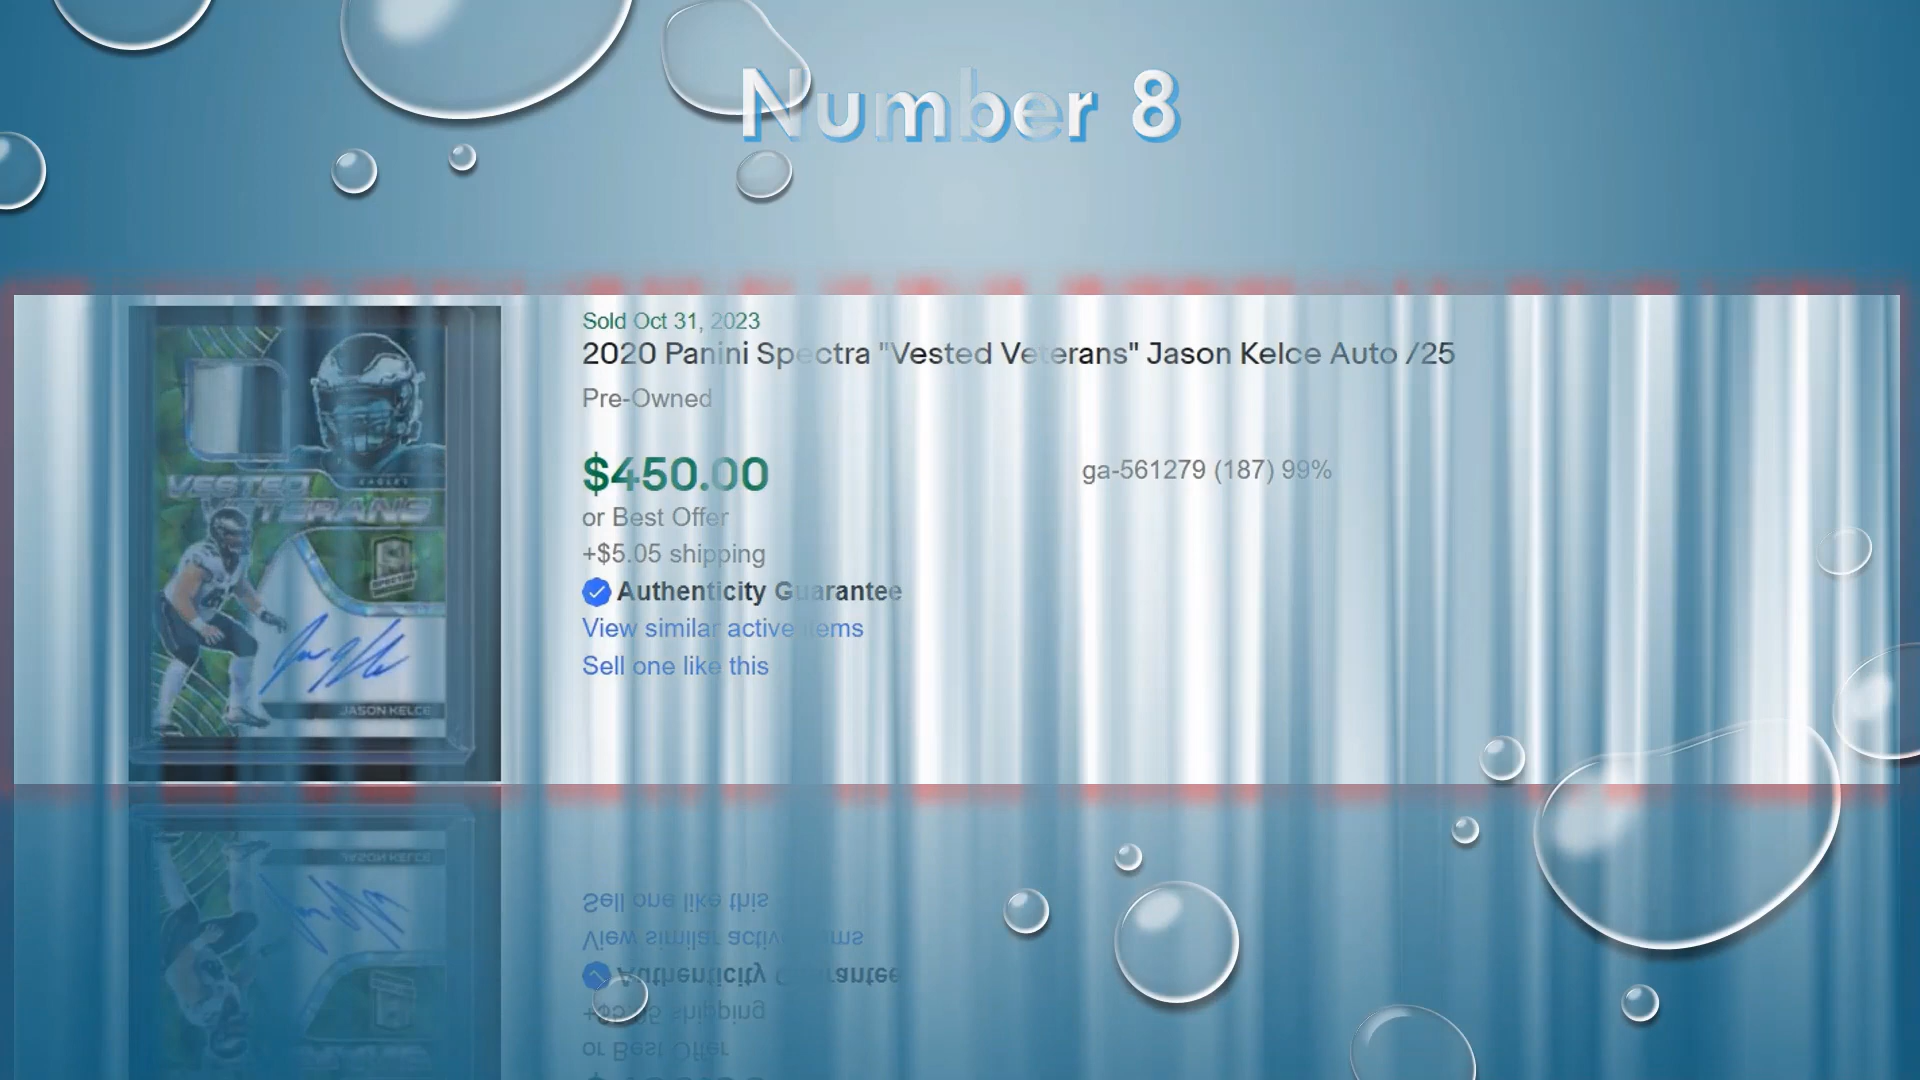 Number 8
Sold Oct 31, 2023
2020 Panini Spectra "Vested Veterans" Jason Kelce Auto /25
Pre-Owned
$450.00
ga-561279 (187) 99%
or Best Offer
+$5.05 shipping
Authenticity Guarantee
View similar active items
Sell one like this
EAGLES
VESTED
VETERANS
SPECTRA
JASON KELCE